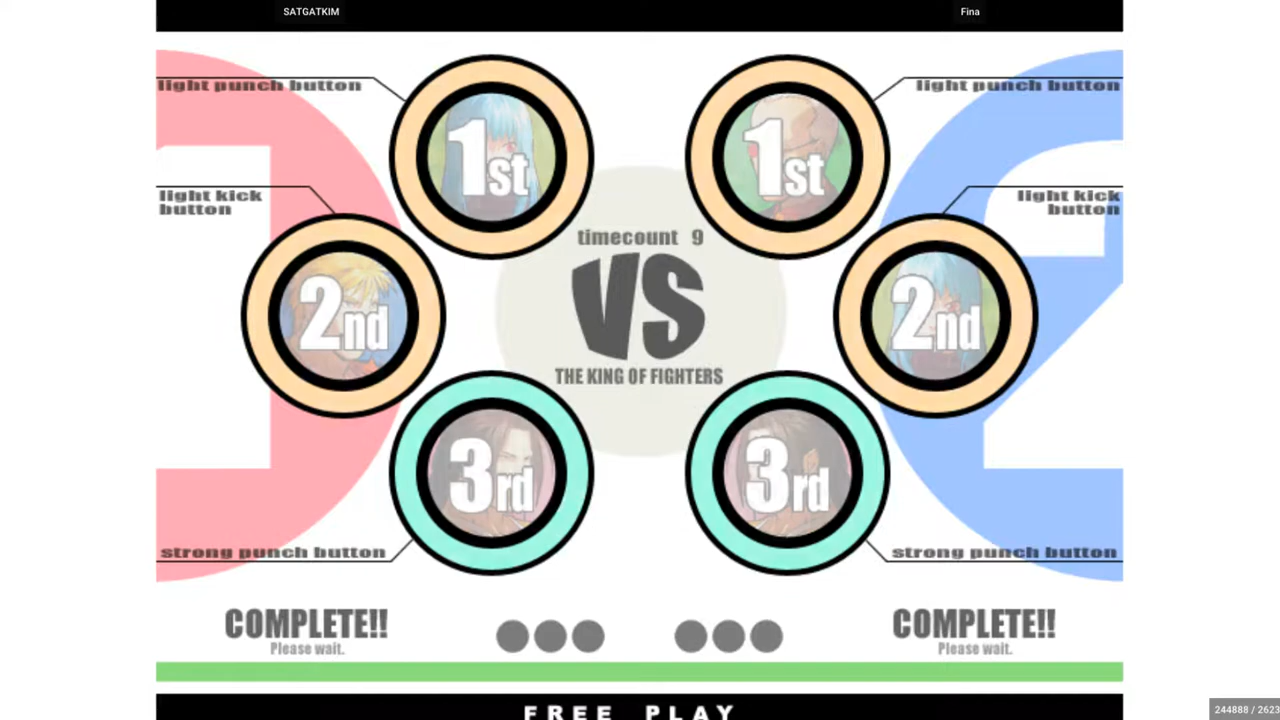 SATGATKIM
Fina
light punch button
light punch button
1st
1st
light kick
button
light kick
button
timecount 9
VS
THE KING OF FIGHTERS
2nd
2nd
3rd
3rd
strong punch button
strong punch button
COMPLETE!!
Please wait.
COMPLETE!!
Please wait.
FREE PLAY
244888 / 2623